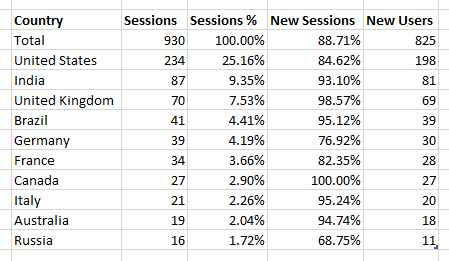 Country Sessions Sessions % New Sessions New Users
Total 930 100.00% 88.71% 825
United States 234 25.16% 84.62% 198
India 87 9.35% 93.10% 81
United Kingdom 70 7.53% 98.57% 69
Brazil 41 4.41% 95.12% 39
Germany 39 4.19% 76.92% 30
France 34 3.66% 82.35% 28
Canada 27 2.90% 100.00% 27
Italy 21 2.26% 95.24% 20
Australia 19 2.04% 94.74% 18
Russia 16 1.72% 68.75% 11